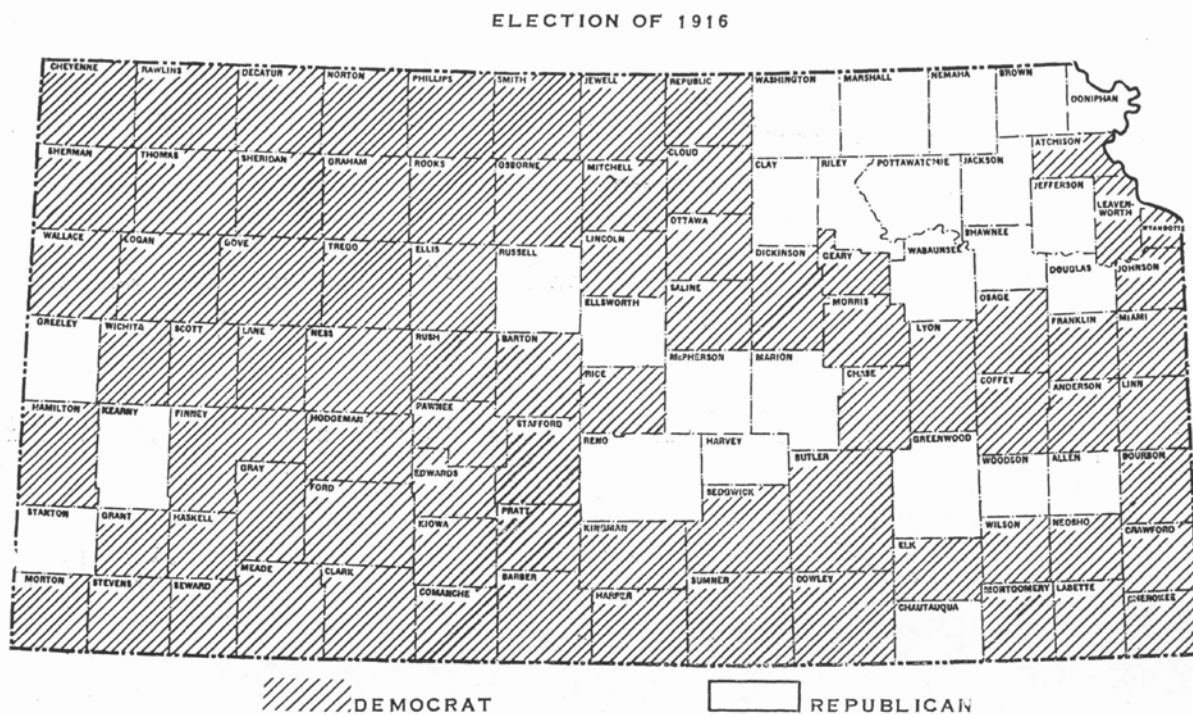 ELECTION OF 1916
CHEYENNE RAWLINS DECATUR NORTON PHILLIPS SMITH JEWELL REPUBLIC WASHINGTON MARSHALL NEMAHA BROWN
DONIPHAN
SHERMAN THOMAS SHERIDAN GRAHAM ROOKS OSBORNE MITCHELL CLOUD CLAY RILEY POTTAWATOMIE JACKSON ATCHISON
JEFFERSON
LEAVEN-
WORTH
WYANDOTTE
WALLACE LOGAN GOVE TREGO ELLIS RUSSELL LINCOLN OTTAWA DICKINSON GEARY WABAUNSEE SHAWNEE DOUGLAS JOHNSON
ELLSWORTH SALINE MORRIS OSAGE
GREELEY WICHITA SCOTT LANE NESS RUSH BARTON McPHERSON MARION LYON FRANKLIN MIAMI
RICE CHASE COFFEY ANDERSON LINN
HAMILTON KEARNY FINNEY HODGEMAN PAWNEE STAFFORD RENO HARVEY BUTLER GREENWOOD WOODSON ALLEN BOURBON
GRAY FORD EDWARDS SEDGWICK
STANTON GRANT HASKELL KIOWA PRATT KINGMAN ELK WILSON NEOSHO CRAWFORD
MORTON STEVENS SEWARD MEADE CLARK COMANCHE BARBER HARPER SUMNER COWLEY CHAUTAUQUA MONTGOMERY LABETTE CHEROKEE
DEMOCRAT REPUBLICAN